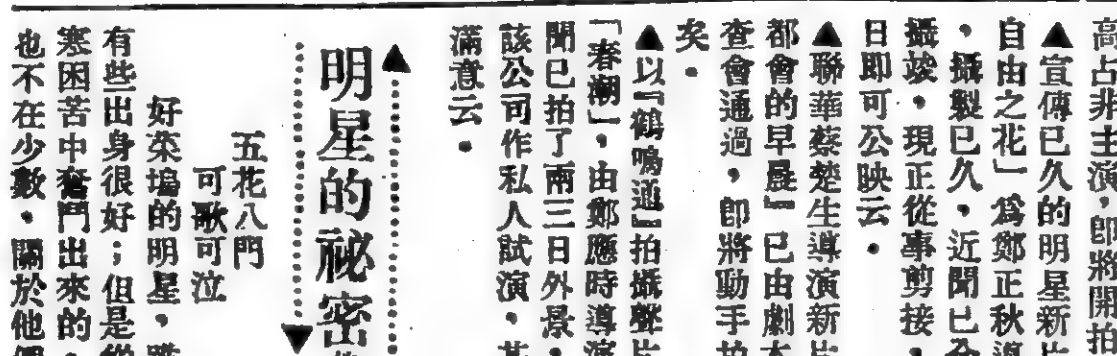 高占非主演，即將開拍
▲宣傳已久的明星新片
自由之花」爲鄭正秋導
，攝製已久，近聞已全
攝竣，現正從事剪接，
日即可公映云。
▲聯華蔡楚生導演新片
都會的早晨』已由劇本
查會通過，即將動手拍
矣。
▲以『鶴鳴通』拍攝聲片
「春潮」，由鄭應時導演
聞已拍了兩三日外景，
該公司作私人試演，甚
滿意云。
▲明星的祕密▼
五花八門
可歌可泣
好萊塢的明星，雖
有些出身很好；但是從
寒困苦中奮鬥出來的，
也不在少數。關於他們